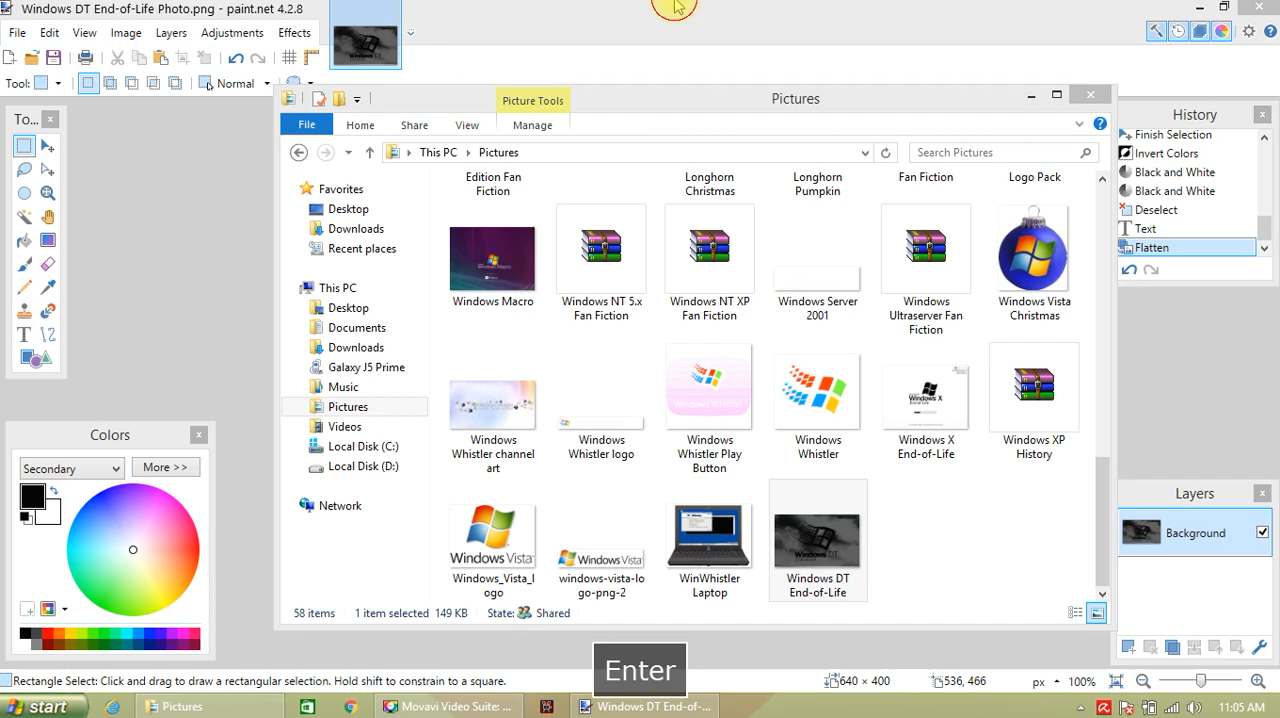 Windows DT End-of-Life Photo.png - paint.net 4.2.8
File Edit View Image Layers Adjustments Effects
Tool: Normal
Pictures
Picture Tools
File Home Share View Manage
This PC Pictures
Search Pictures
To...
Favorites
Desktop
Downloads
Recent places
This PC
Desktop
Documents
Downloads
Galaxy J5 Prime
Music
Pictures
Videos
Local Disk (C:)
Local Disk (D:)
Network
Edition Fan Fiction
Longhorn Christmas
Longhorn Pumpkin
Fan Fiction
Logo Pack
Windows Macro
Windows NT 5.x Fan Fiction
Windows NT XP Fan Fiction
Windows Server 2001
Windows Ultraserver Fan Fiction
Windows Vista Christmas
Windows Whistler channel art
Windows Whistler logo
Windows Whistler Play Button
Windows Whistler
Windows X End-of-Life
Windows XP History
Windows_Vista_logo
windows-vista-logo-png-2
WinWhistler Laptop
Windows DT End-of-Life
58 items 1 item selected 149 KB State: Shared
History
Finish Selection
Invert Colors
Black and White
Black and White
Deselect
Text
Flatten
Layers
Background
Colors
Secondary
More >>
Enter
Rectangle Select: Click and drag to draw a rectangular selection. Hold shift to constrain to a square.
640 × 400 536, 466 px 100%
start Pictures Movavi Video Suite: ... Windows DT End-of-... 11:05 AM